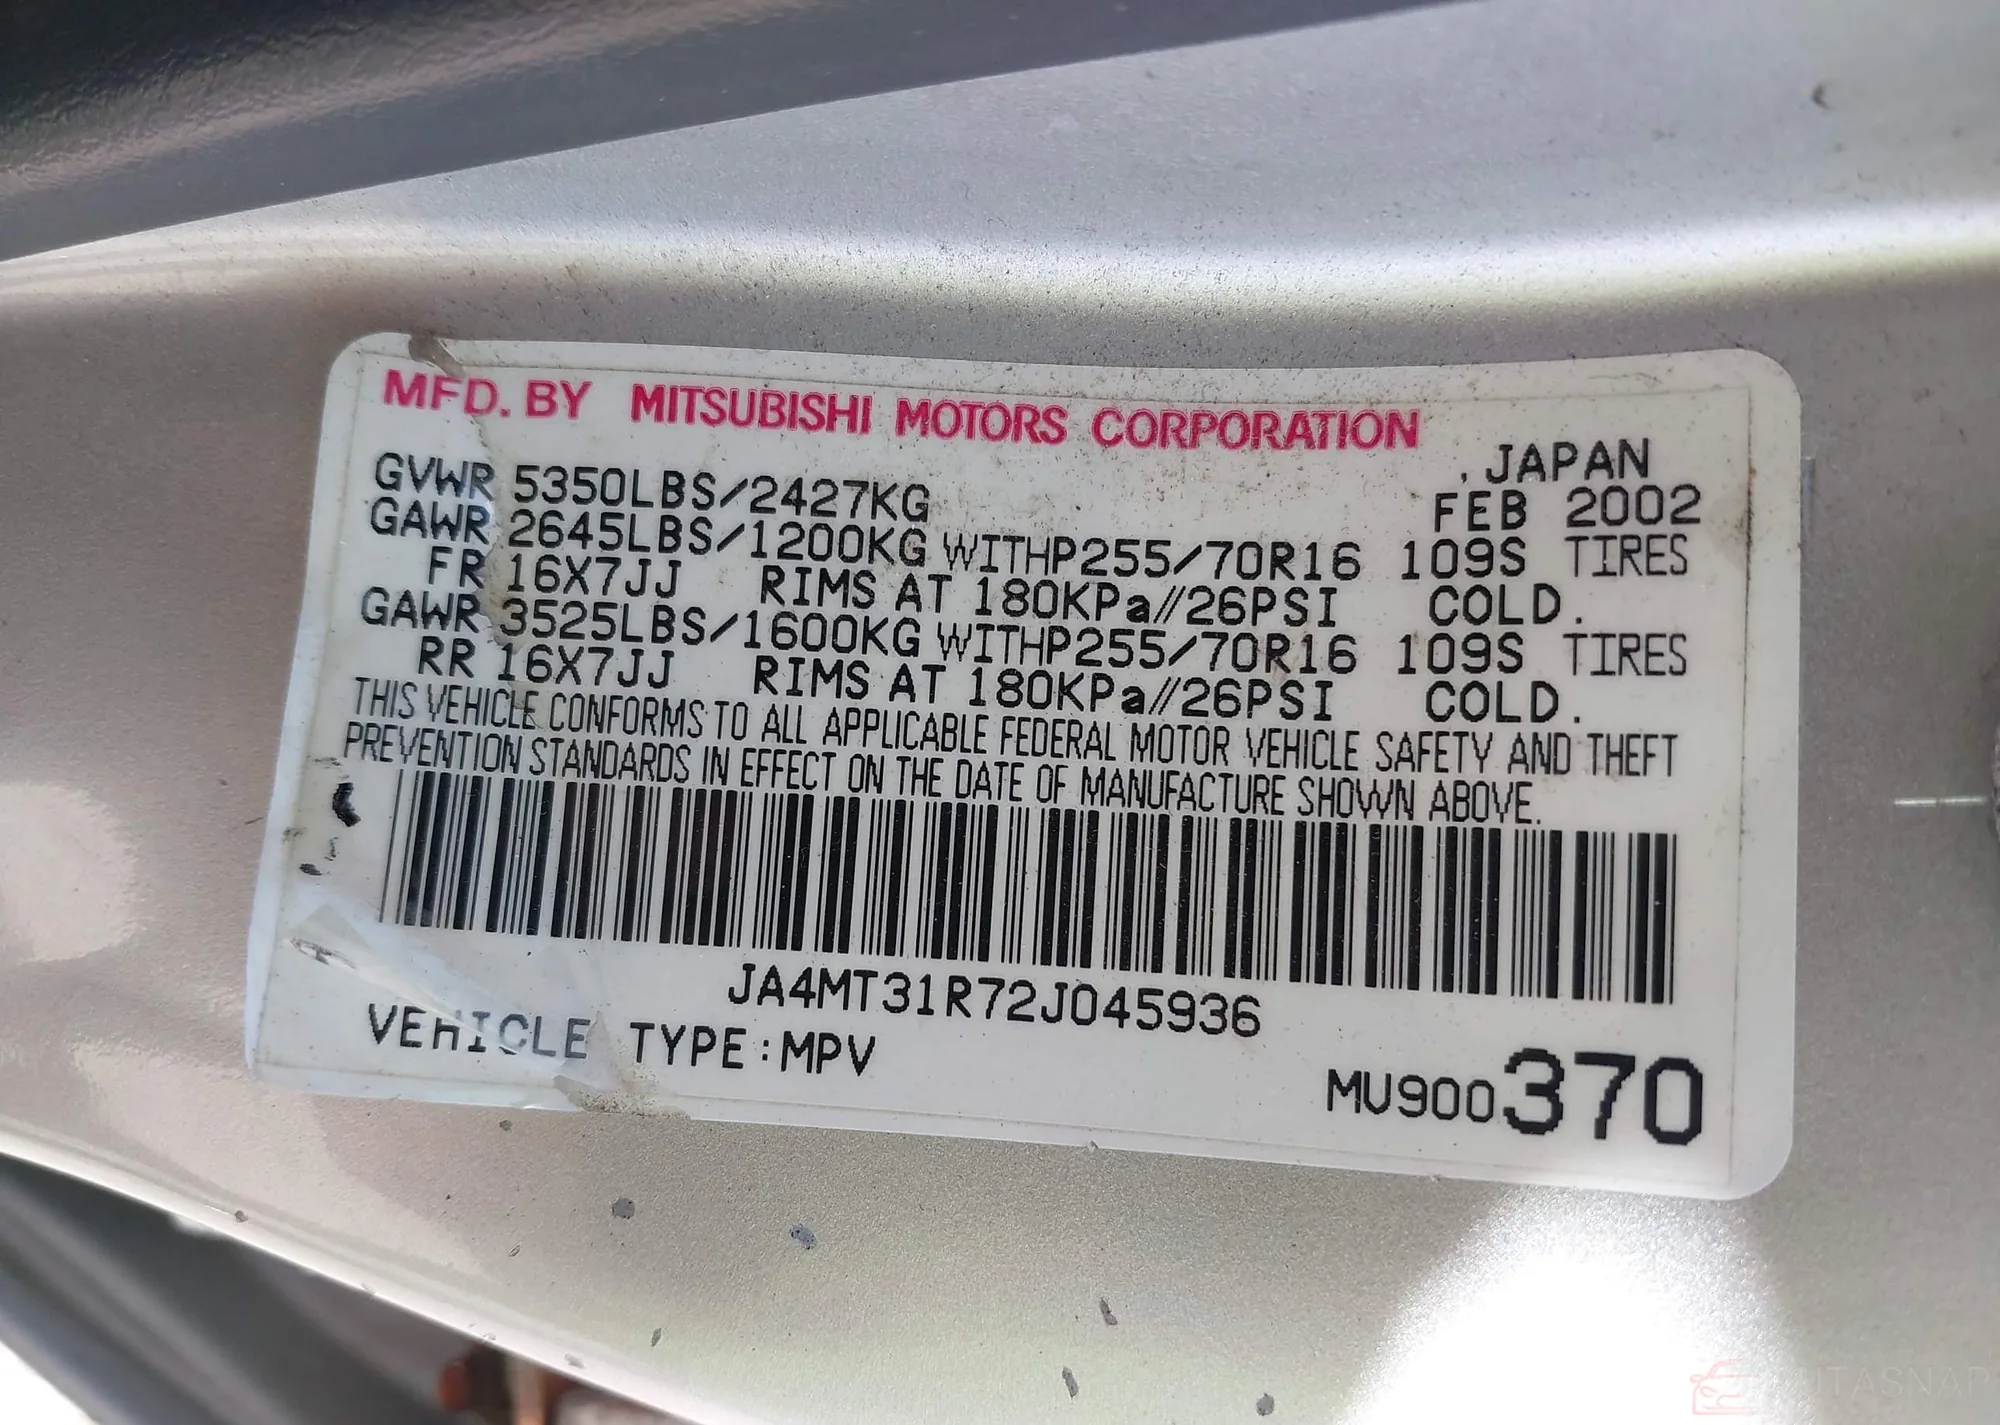 MFD. BY MITSUBISHI MOTORS CORPORATION
, JAPAN
GVWR 5350LBS/2427KG FEB 2002
GAWR 2645LBS/1200KG WITHP255/70R16 109S TIRES
FR 16X7JJ RIMS AT 180KPa//26PSI COLD.
GAWR 3525LBS/1600KG WITHP255/70R16 109S TIRES
RR 16X7JJ RIMS AT 180KPa//26PSI COLD.
THIS VEHICLE CONFORMS TO ALL APPLICABLE FEDERAL MOTOR VEHICLE SAFETY AND THEFT
PREVENTION STANDARDS IN EFFECT ON THE DATE OF MANUFACTURE SHOWN ABOVE.
JA4MT31R72J045936
VEHICLE TYPE:MPV
MU900370